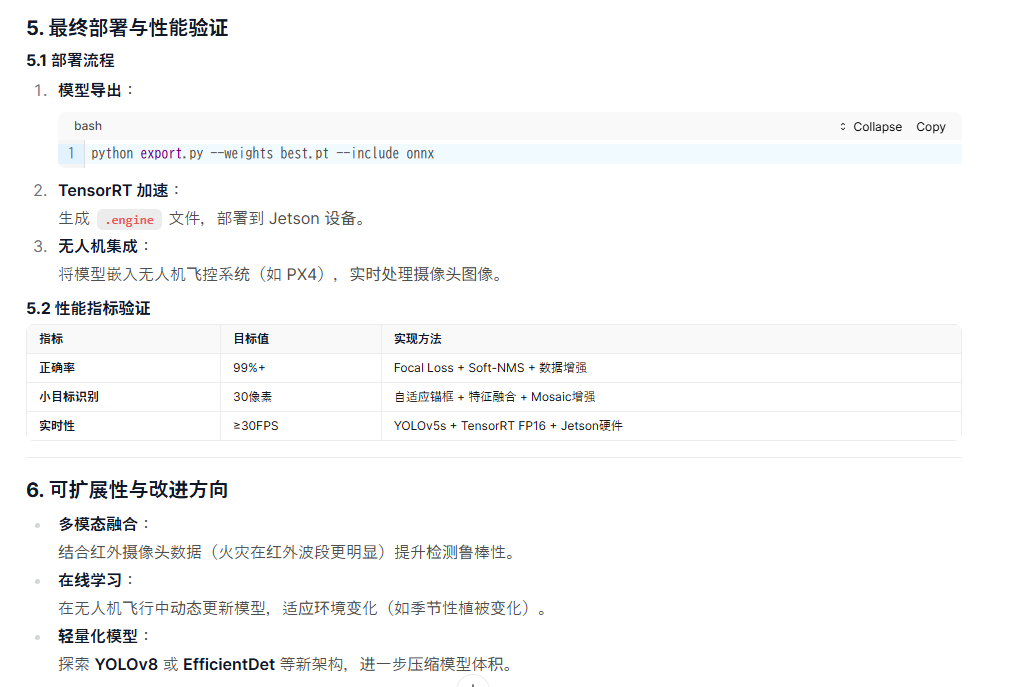 5. 最终部署与性能验证
5.1 部署流程
1. 模型导出：
bash
Collapse Copy
1 python export.py --weights best.pt --include onnx
2. TensorRT 加速：
生成 .engine 文件，部署到 Jetson 设备。
3. 无人机集成：
将模型嵌入无人机飞控系统（如 PX4），实时处理摄像头图像。
5.2 性能指标验证
指标 目标值 实现方法
正确率 99%+ Focal Loss + Soft-NMS + 数据增强
小目标识别 30像素 自适应锚框 + 特征融合 + Mosaic增强
实时性 ≥30FPS YOLOv5s + TensorRT FP16 + Jetson硬件
6. 可扩展性与改进方向
多模态融合：
结合红外摄像头数据（火灾在红外波段更明显）提升检测鲁棒性。
在线学习：
在无人机飞行中动态更新模型，适应环境变化（如季节性植被变化）。
轻量化模型：
探索 YOLOv8 或 EfficientDet 等新架构，进一步压缩模型体积。